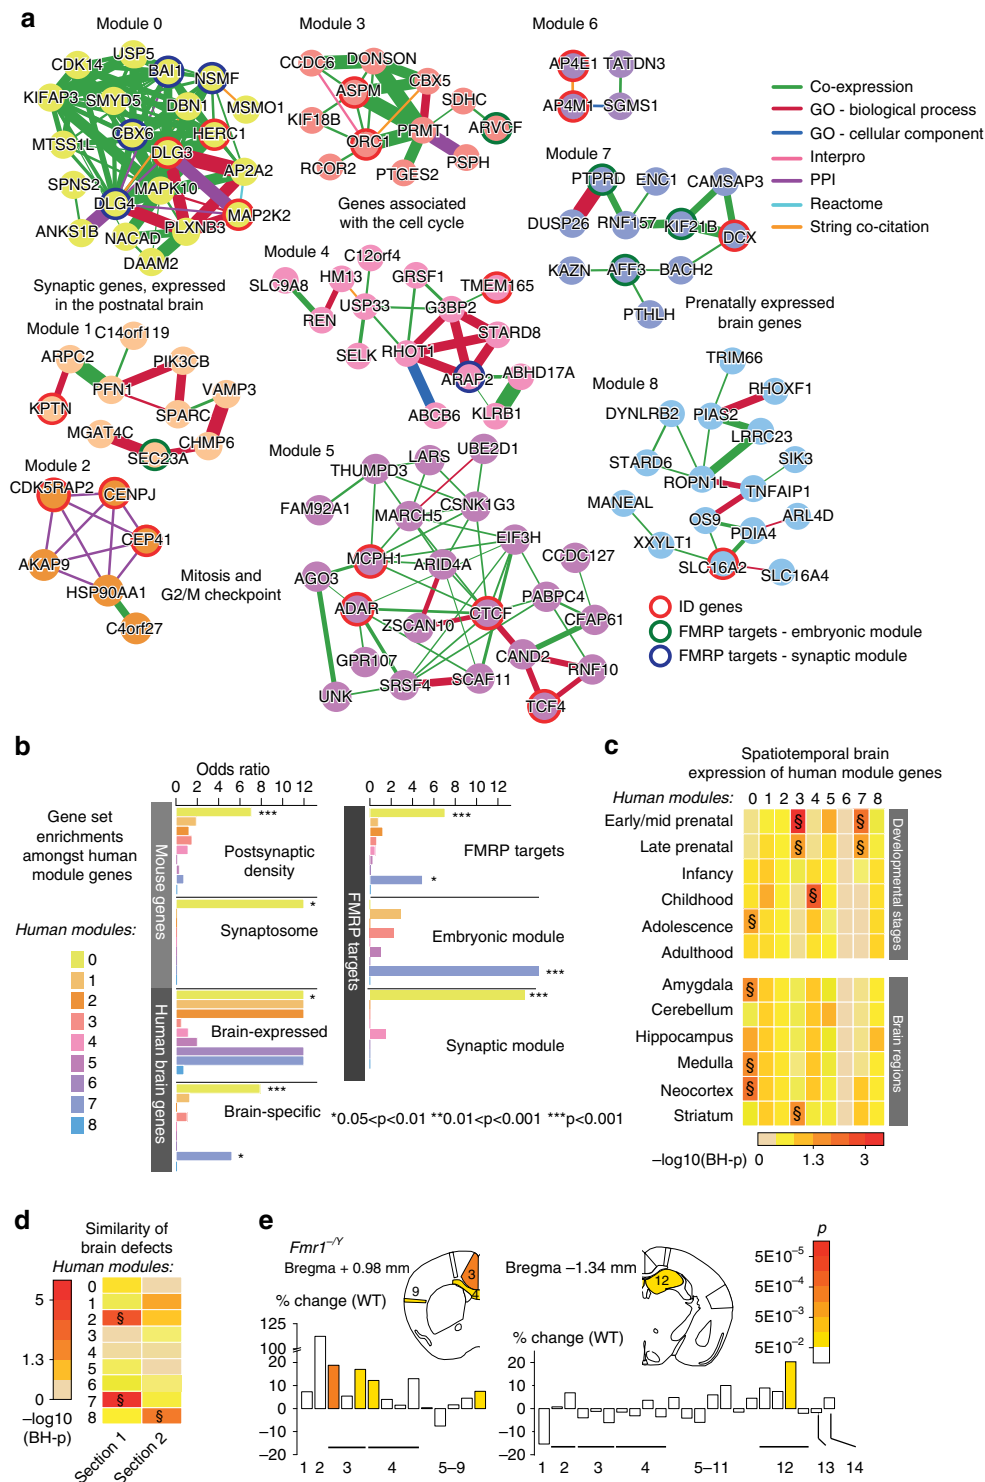 a
Module 0
USP5
CDK14
BAI1
NSMF
KIFAP3
SMYD5
DBN1
MSMO1
CBX6
HERC1
MTSS1L
DLG3
AP2A2
SPNS2
MAPK10
DLG4
MAP2K2
ANKS1B
NACAD
PLXNB3
DAAM2
Synaptic genes, expressed
in the postnatal brain
Module 3
CCDC6
DONSON
CBX5
ASPM
SDHC
KIF18B
PRMT1
ARVCF
ORC1
PSPH
RCOR2
PTGES2
Genes associated
with the cell cycle
Module 6
AP4E1
TATDN3
AP4M1
SGMS1
Co-expression
GO - biological process
GO - cellular component
Interpro
PPI
Reactome
String co-citation
Module 7
PTPRD
ENC1
CAMSAP3
DUSP26
RNF157
KIF21B
DCX
KAZN
AFF3
BACH2
PTHLH
Prenatally expressed
brain genes
Module 4
C12orf4
SLC9A8
HM13
GRSF1
TMEM165
USP33
G3BP2
REN
STARD8
SELK
RHOT1
ARAP2
ABHD17A
ABCB6
KLRB1
Module 1
C14orf119
ARPC2
PIK3CB
PFN1
VAMP3
KPTN
SPARC
MGAT4C
CHMP6
SEC23A
Module 2
CDK5RAP2
CENPJ
CEP41
AKAP9
HSP90AA1
C4orf27
Mitosis and
G2/M checkpoint
Module 5
UBE2D1
LARS
THUMPD3
FAM92A1
MARCH5
CSNK1G3
EIF3H
MCPH1
CCDC127
AGO3
ARID4A
PABPC4
ADAR
CTCF
ZSCAN10
CFAP61
GPR107
CAND2
RNF10
UNK
SRSF4
SCAF11
TCF4
Module 8
TRIM66
RHOXF1
DYNLRB2
PIAS2
LRRC23
STARD6
SIK3
ROPN1L
TNFAIP1
MANEAL
OS9
ARL4D
PDIA4
XXYLT1
SLC16A2
SLC16A4
ID genes
FMRP targets - embryonic module
FMRP targets - synaptic module
b
Odds ratio
0 2 4 6 8 10 12
0 2 4 6 8 10 12
Gene set
enrichments
amongst human
module genes
Human modules:
0
1
2
3
4
5
6
7
8
Mouse genes
***
Postsynaptic
density
*
Synaptosome
Human brain genes
*
Brain-expressed
***
Brain-specific
*
FMRP targets
***
FMRP targets
*
Embryonic module
***
***
Synaptic module
*0.05<p<0.01 **0.01<p<0.001 ***p<0.001
c
Spatiotemporal brain
expression of human module genes
Human modules:
0 1 2 3 4 5 6 7 8
Early/mid prenatal § §
Late prenatal § §
Infancy
Childhood §
Adolescence §
Adulthood
Developmental stages
Amygdala §
Cerebellum
Hippocampus
Medulla §
Neocortex §
Striatum §
Brain regions
−log10(BH-p) 0 1.3 3
d
Similarity of
brain defects
Human modules:
0
1
2 §
3
4
5
6
7 §
8 §
5
1.3
0
−log10
(BH-p)
Section 1
Section 2
e
Fmr1−/Y
Bregma + 0.98 mm
3
4
9
% change (WT)
125
100
20
10
0
−10
−20
1 2 3 4 5–9
Bregma −1.34 mm
12
% change (WT)
20
10
0
−10
−20
1 2 3 4 5–11 12 13 14
p
5E10−5
5E10−4
5E10−3
5E10−2